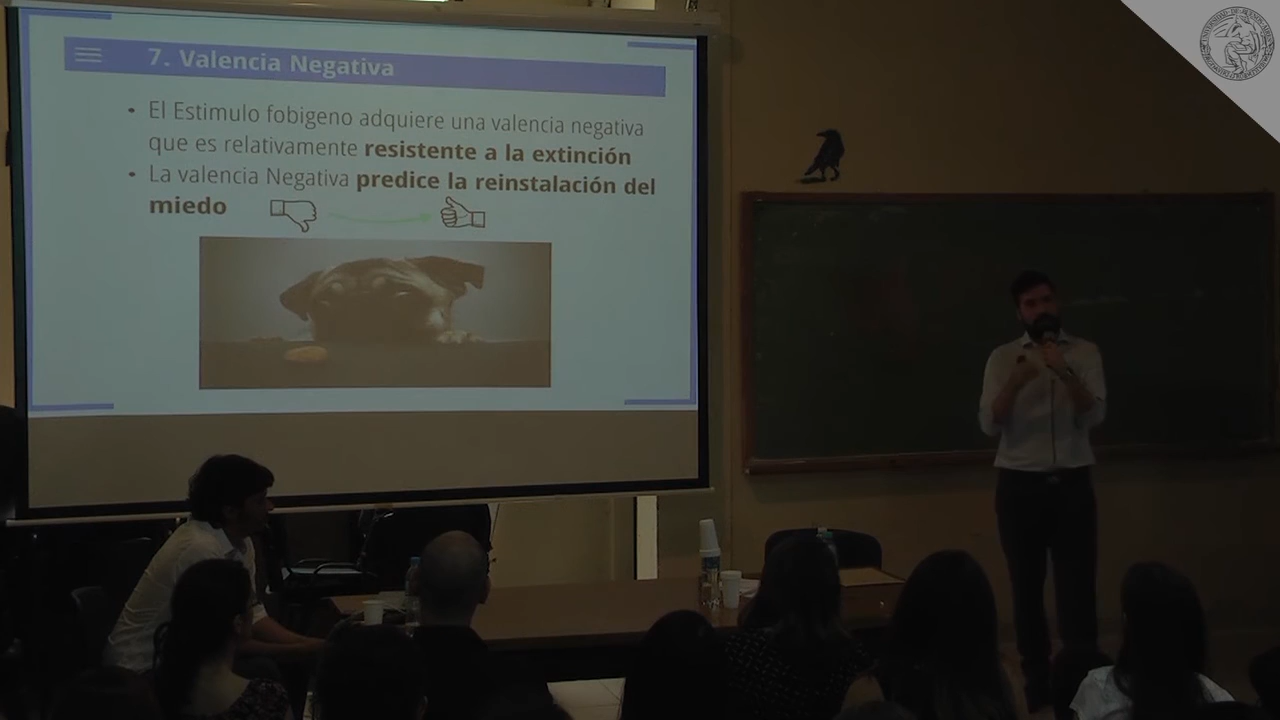 7. Valencia Negativa
• El Estimulo fobigeno adquiere una valencia negativa
que es relativamente resistente a la extinción
• La valencia Negativa predice la reinstalación del
miedo